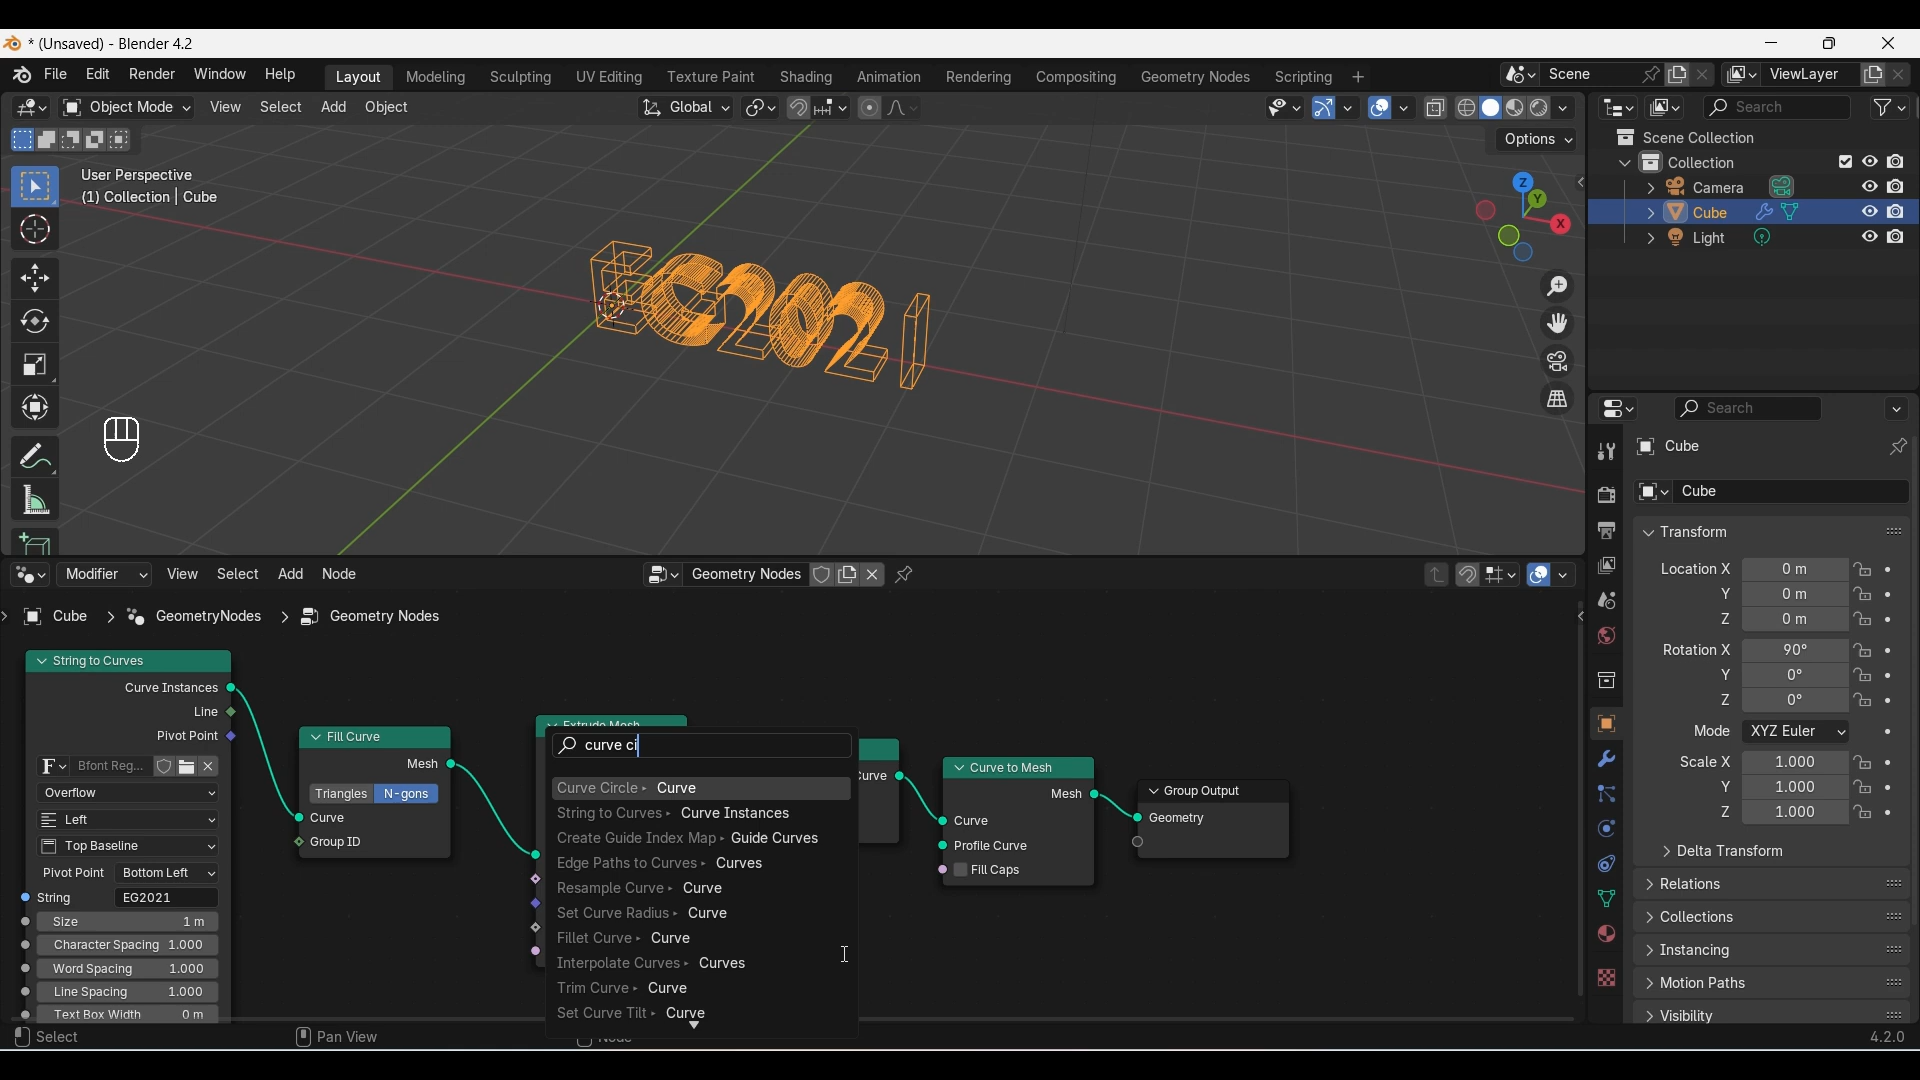 * (Unsaved) - Blender 4.2
File Edit Render Window Help
Layout Modeling Sculpting UV Editing Texture Paint Shading Animation Rendering Compositing Geometry Nodes Scripting +
Scene
ViewLayer
Object Mode View Select Add Object
Global
Search
Options
User Perspective
(1) Collection | Cube
Z
Y
X
EG2021
Scene Collection
Collection
Camera
Cube
Light
Search
Cube
Cube
Transform
Location X 0 m
Y 0 m
Z 0 m
Rotation X 90°
Y 0°
Z 0°
Mode XYZ Euler
Scale X 1.000
Y 1.000
Z 1.000
Delta Transform
Relations
Collections
Instancing
Motion Paths
Visibility
Modifier View Select Add Node
Geometry Nodes
Cube > GeometryNodes > Geometry Nodes
String to Curves
Curve Instances
Line
Pivot Point
Bfont Reg...
Overflow
Left
Top Baseline
Pivot Point Bottom Left
String EG2021
Size 1 m
Character Spacing 1.000
Word Spacing 1.000
Line Spacing 1.000
Text Box Width 0 m
Fill Curve
Mesh
Triangles N-gons
Curve
Group ID
Extrude Mesh
curve ci
Curve Circle ▸ Curve
String to Curves ▸ Curve Instances
Create Guide Index Map ▸ Guide Curves
Edge Paths to Curves ▸ Curves
Resample Curve ▸ Curve
Set Curve Radius ▸ Curve
Fillet Curve ▸ Curve
Interpolate Curves ▸ Curves
Trim Curve ▸ Curve
Set Curve Tilt ▸ Curve
Curve
Curve to Mesh
Mesh
Curve
Profile Curve
Fill Caps
Group Output
Geometry
Select
Pan View
Node
4.2.0